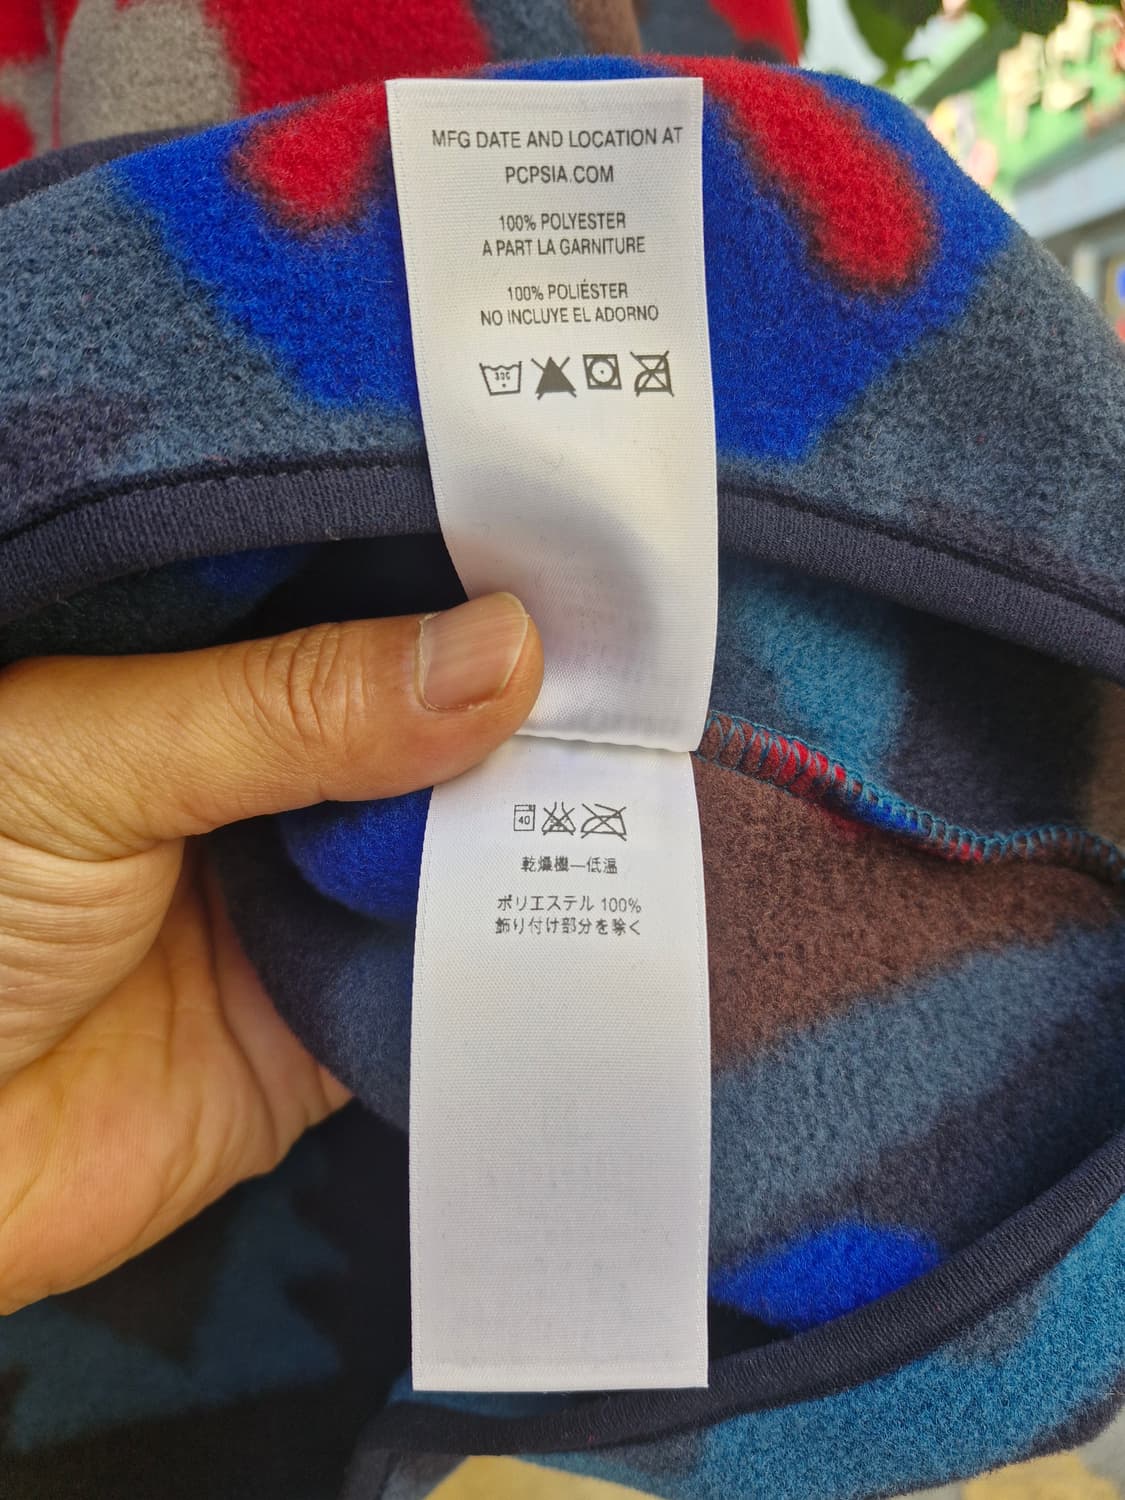 MFG DATE AND LOCATION AT
PCPSIA.COM
100% POLYESTER
A PART LA GARNITURE
100% POLIÉSTER
NO INCLUYE EL ADORNO
40
乾燥機―低温
ポリエステル 100%
飾り付け部分を除く